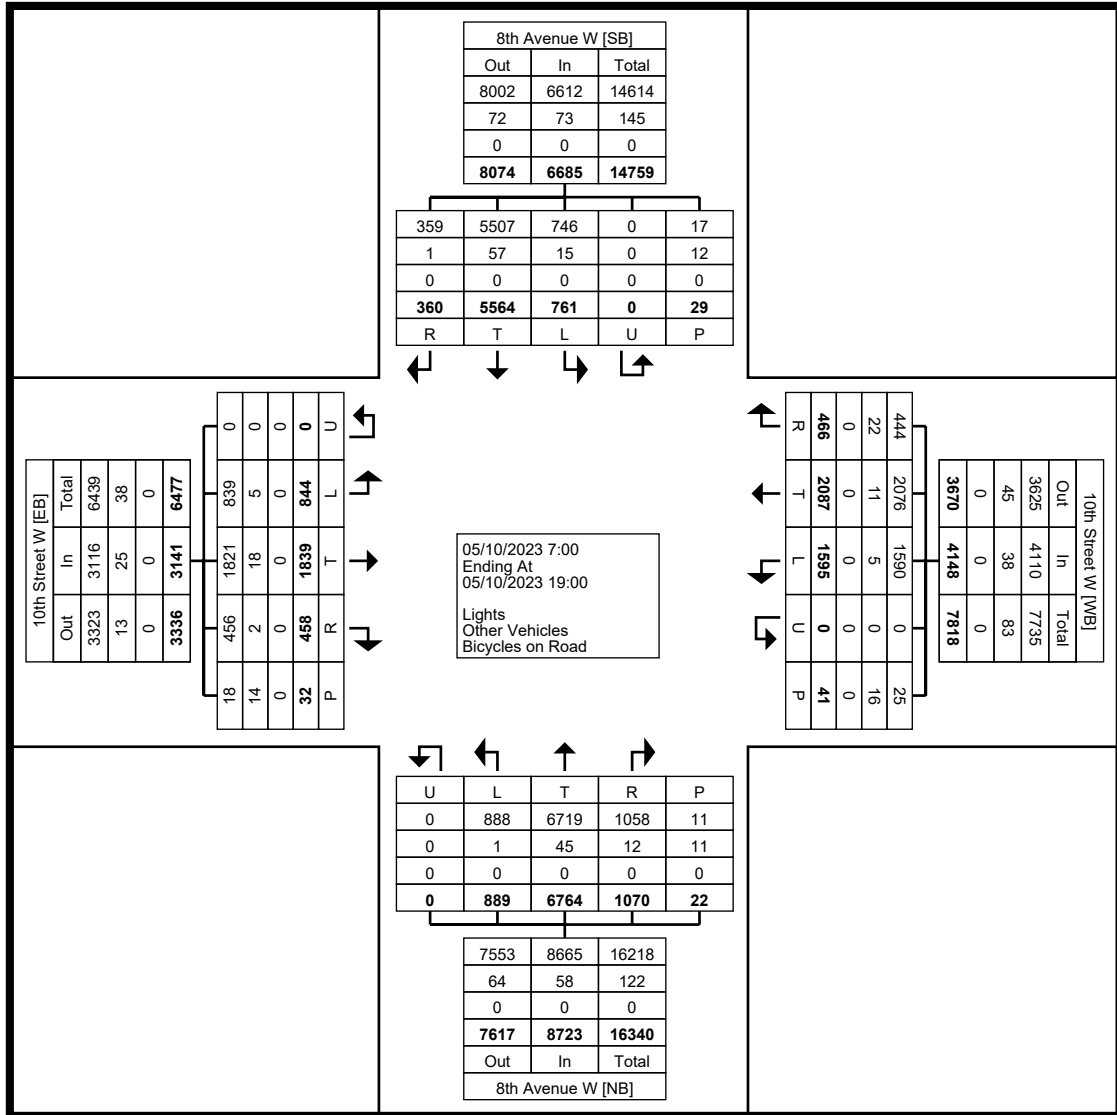 8th Avenue W [SB]
Out In Total
8002 6612 14614
72 73 145
0 0 0
8074 6685 14759
359 5507 746 0 17
1 57 15 0 12
0 0 0 0 0
360 5564 761 0 29
R T L U P
10th Street W [EB]
Total In Out
6439 3116 3323
38 25 13
0 0 0
6477 3141 3336
0 839 1821 456 18
0 5 18 2 14
0 0 0 0 0
0 844 1839 458 32
U L T R P
05/10/2023 7:00
Ending At
05/10/2023 19:00
Lights
Other Vehicles
Bicycles on Road
10th Street W [WB]
Out In Total
3625 4110 7735
45 38 83
0 0 0
3670 4148 7818
444 2076 1590 0 25
22 11 5 0 16
0 0 0 0 0
466 2087 1595 0 41
R T L U P
U L T R P
0 888 6719 1058 11
0 1 45 12 11
0 0 0 0 0
0 889 6764 1070 22
7553 8665 16218
64 58 122
0 0 0
7617 8723 16340
Out In Total
8th Avenue W [NB]